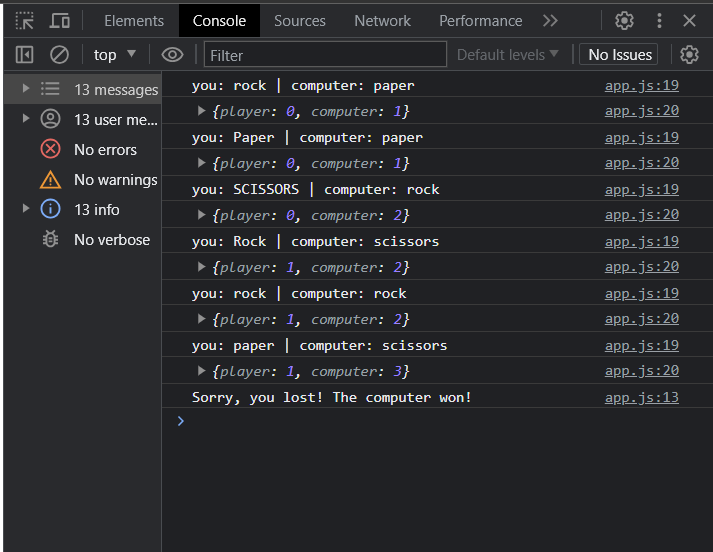 Elements Console Sources Network Performance
top Filter Default levels No Issues
13 messages
13 user me...
No errors
No warnings
13 info
No verbose
you: rock | computer: paper app.js:19
{player: 0, computer: 1} app.js:20
you: Paper | computer: paper app.js:19
{player: 0, computer: 1} app.js:20
you: SCISSORS | computer: rock app.js:19
{player: 0, computer: 2} app.js:20
you: Rock | computer: scissors app.js:19
{player: 1, computer: 2} app.js:20
you: rock | computer: rock app.js:19
{player: 1, computer: 2} app.js:20
you: paper | computer: scissors app.js:19
{player: 1, computer: 3} app.js:20
Sorry, you lost! The computer won! app.js:13